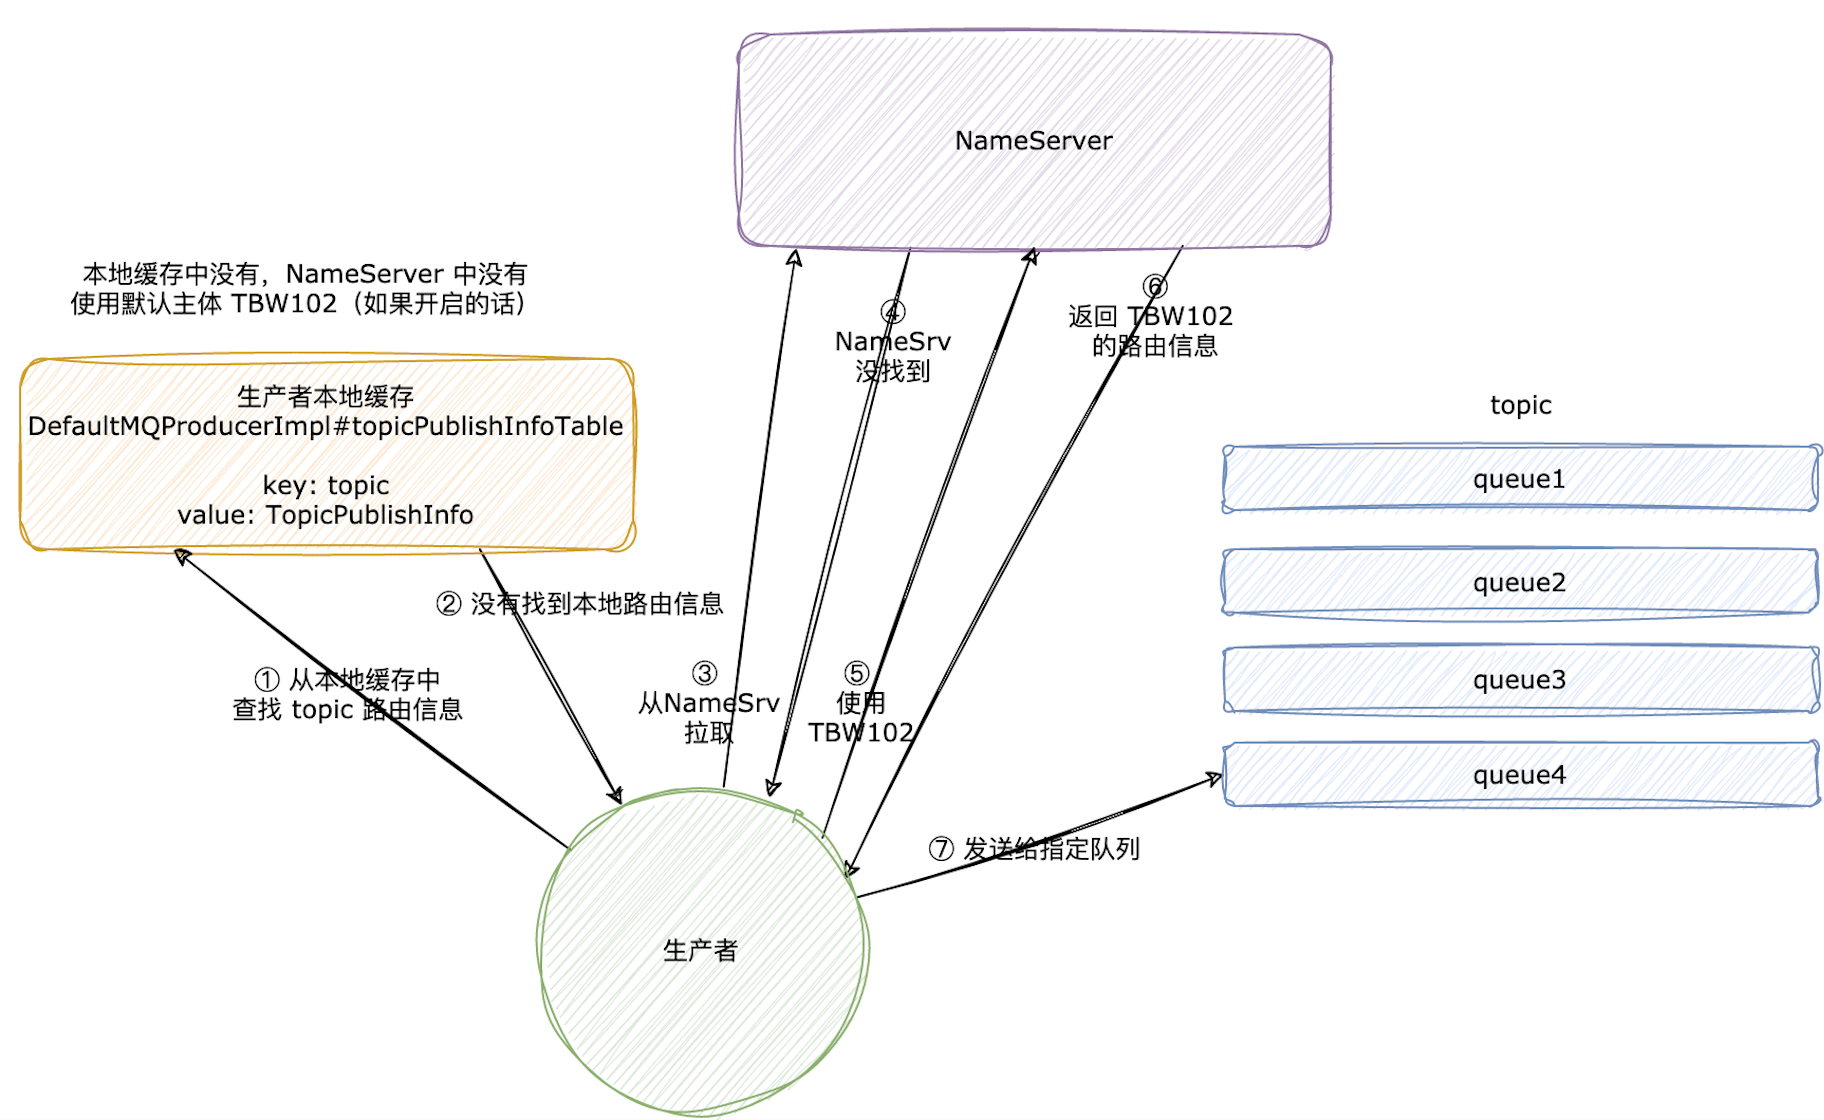 NameServer
本地缓存中没有，NameServer 中没有
使用默认主体 TBW102（如果开启的话）
生产者本地缓存
DefaultMQProducerImpl#topicPublishInfoTable
key: topic
value: TopicPublishInfo
① 从本地缓存中
查找 topic 路由信息
② 没有找到本地路由信息
③
从NameSrv
拉取
④
NameSrv
没找到
⑤
使用
TBW102
⑥
返回 TBW102
的路由信息
⑦ 发送给指定队列
topic
queue1
queue2
queue3
queue4
生产者